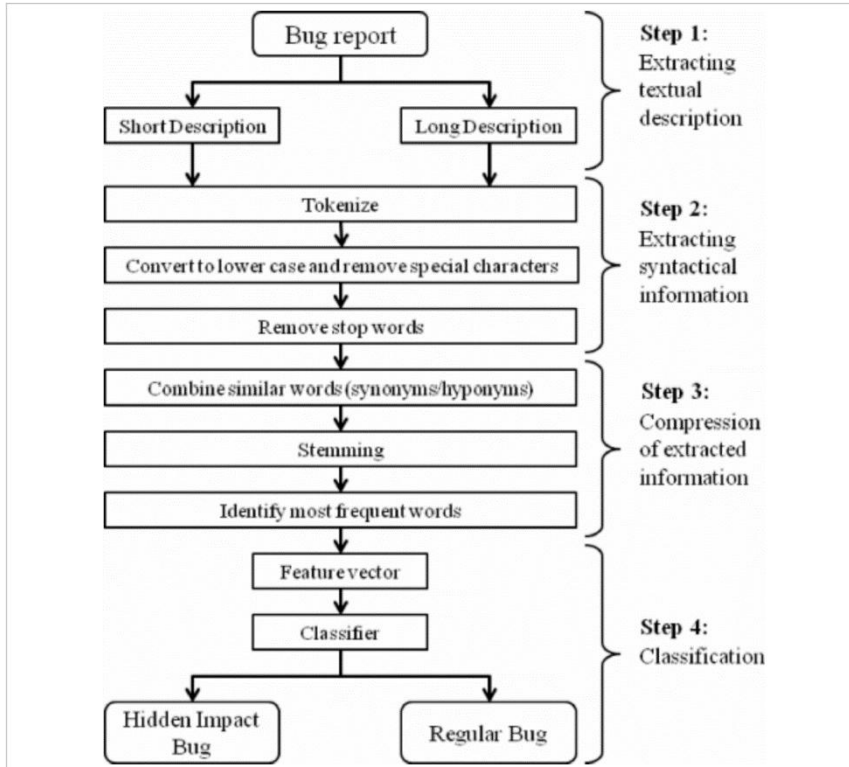 Bug report
Step 1:
Extracting
textual
description
Short Description
Long Description
Tokenize
Convert to lower case and remove special characters
Remove stop words
Step 2:
Extracting
syntactical
information
Combine similar words (synonyms/hyponyms)
Stemming
Identify most frequent words
Step 3:
Compression
of extracted
information
Feature vector
Classifier
Hidden Impact
Bug
Regular Bug
Step 4:
Classification